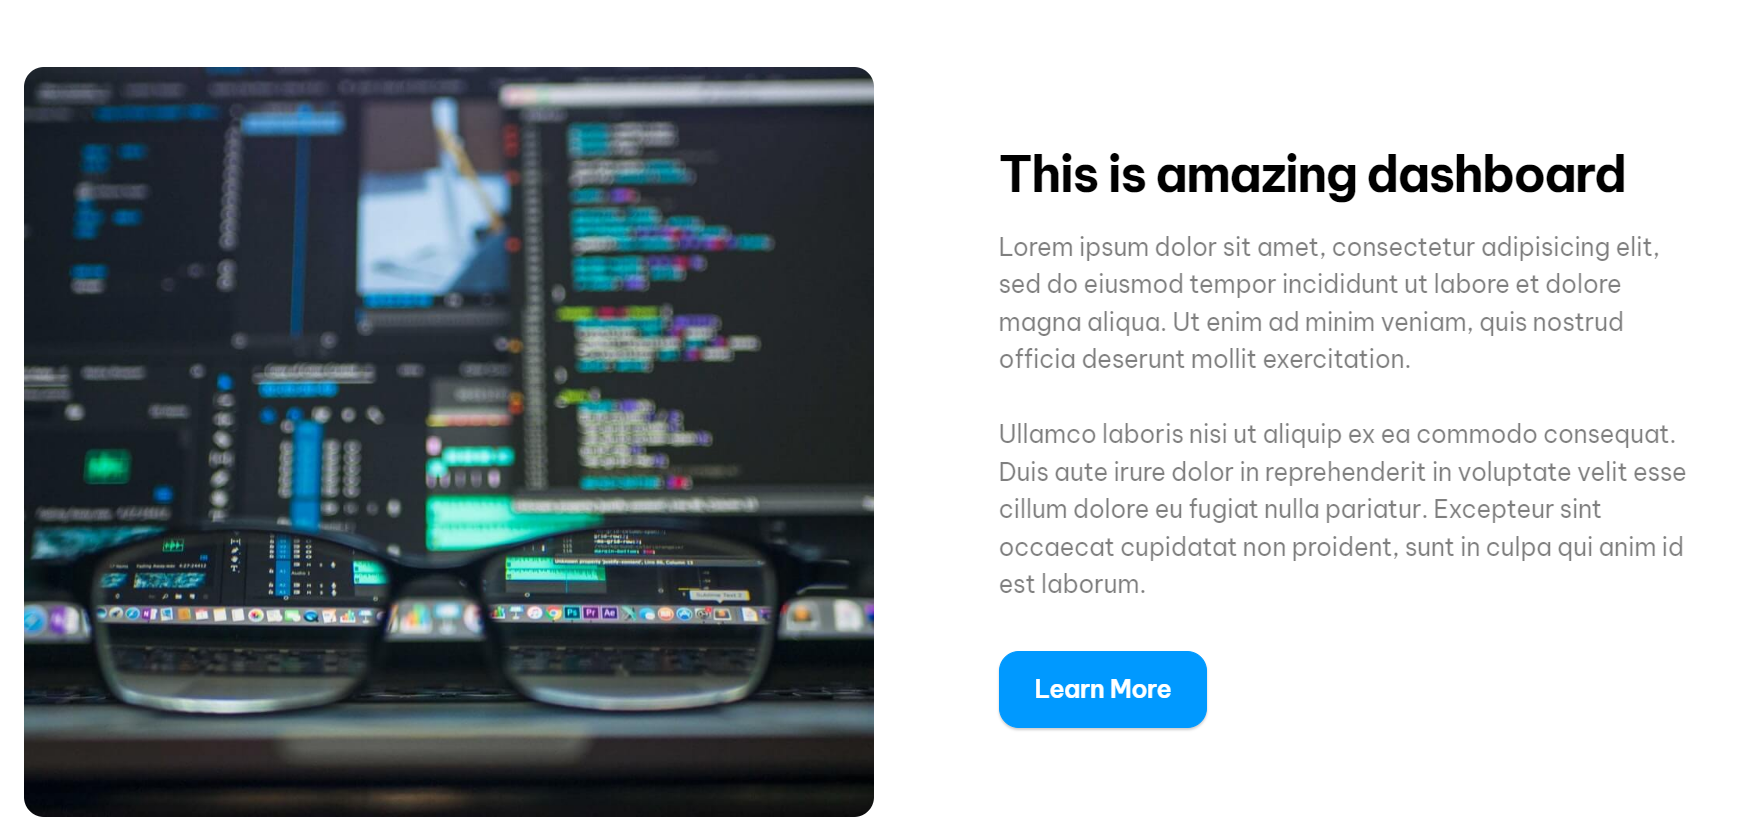 This is amazing dashboard
Lorem ipsum dolor sit amet, consectetur adipisicing elit,
sed do eiusmod tempor incididunt ut labore et dolore
magna aliqua. Ut enim ad minim veniam, quis nostrud
officia deserunt mollit exercitation.
Ullamco laboris nisi ut aliquip ex ea commodo consequat.
Duis aute irure dolor in reprehenderit in voluptate velit esse
cillum dolore eu fugiat nulla pariatur. Excepteur sint
occaecat cupidatat non proident, sunt in culpa qui anim id
est laborum.
Learn More
Ps Pr Ae